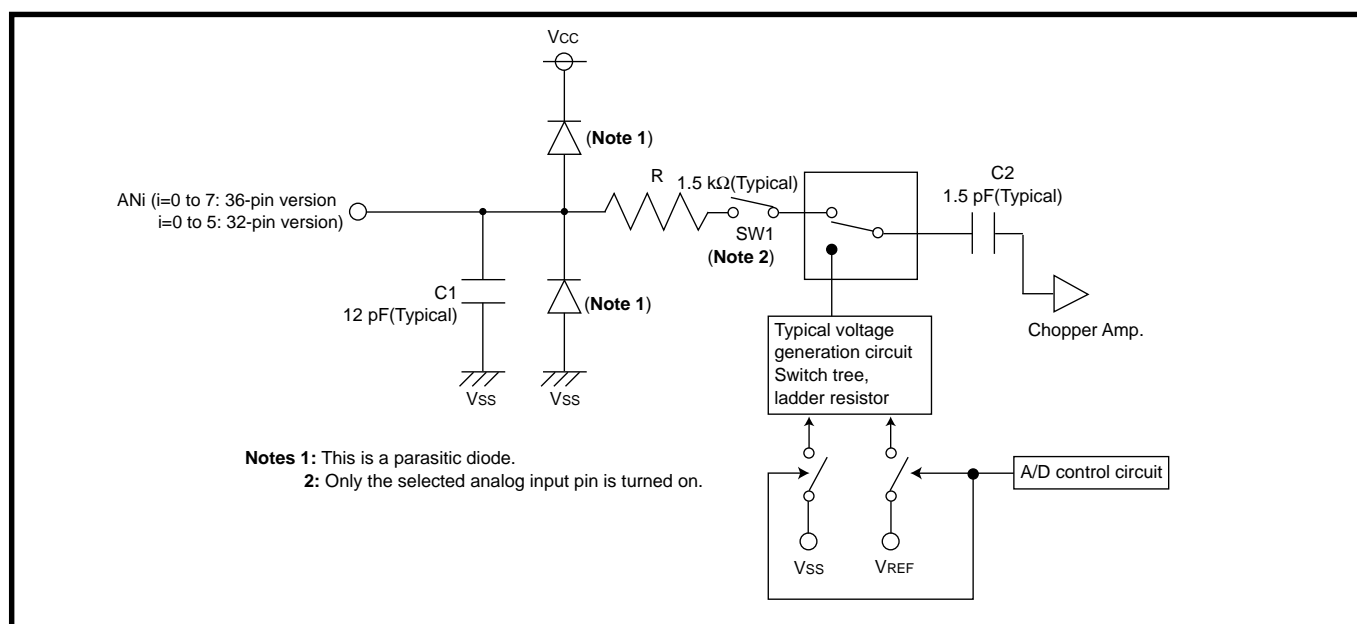 VCC
(Note 1)
R
1.5 kΩ(Typical)
C2
1.5 pF(Typical)
ANi (i=0 to 7: 36-pin version
i=0 to 5: 32-pin version)
SW1
(Note 2)
C1
12 pF(Typical)
(Note 1)
Chopper Amp.
Typical voltage
generation circuit
Switch tree,
ladder resistor
VSS
VSS
Notes 1: This is a parasitic diode.
2: Only the selected analog input pin is turned on.
A/D control circuit
VSS
VREF